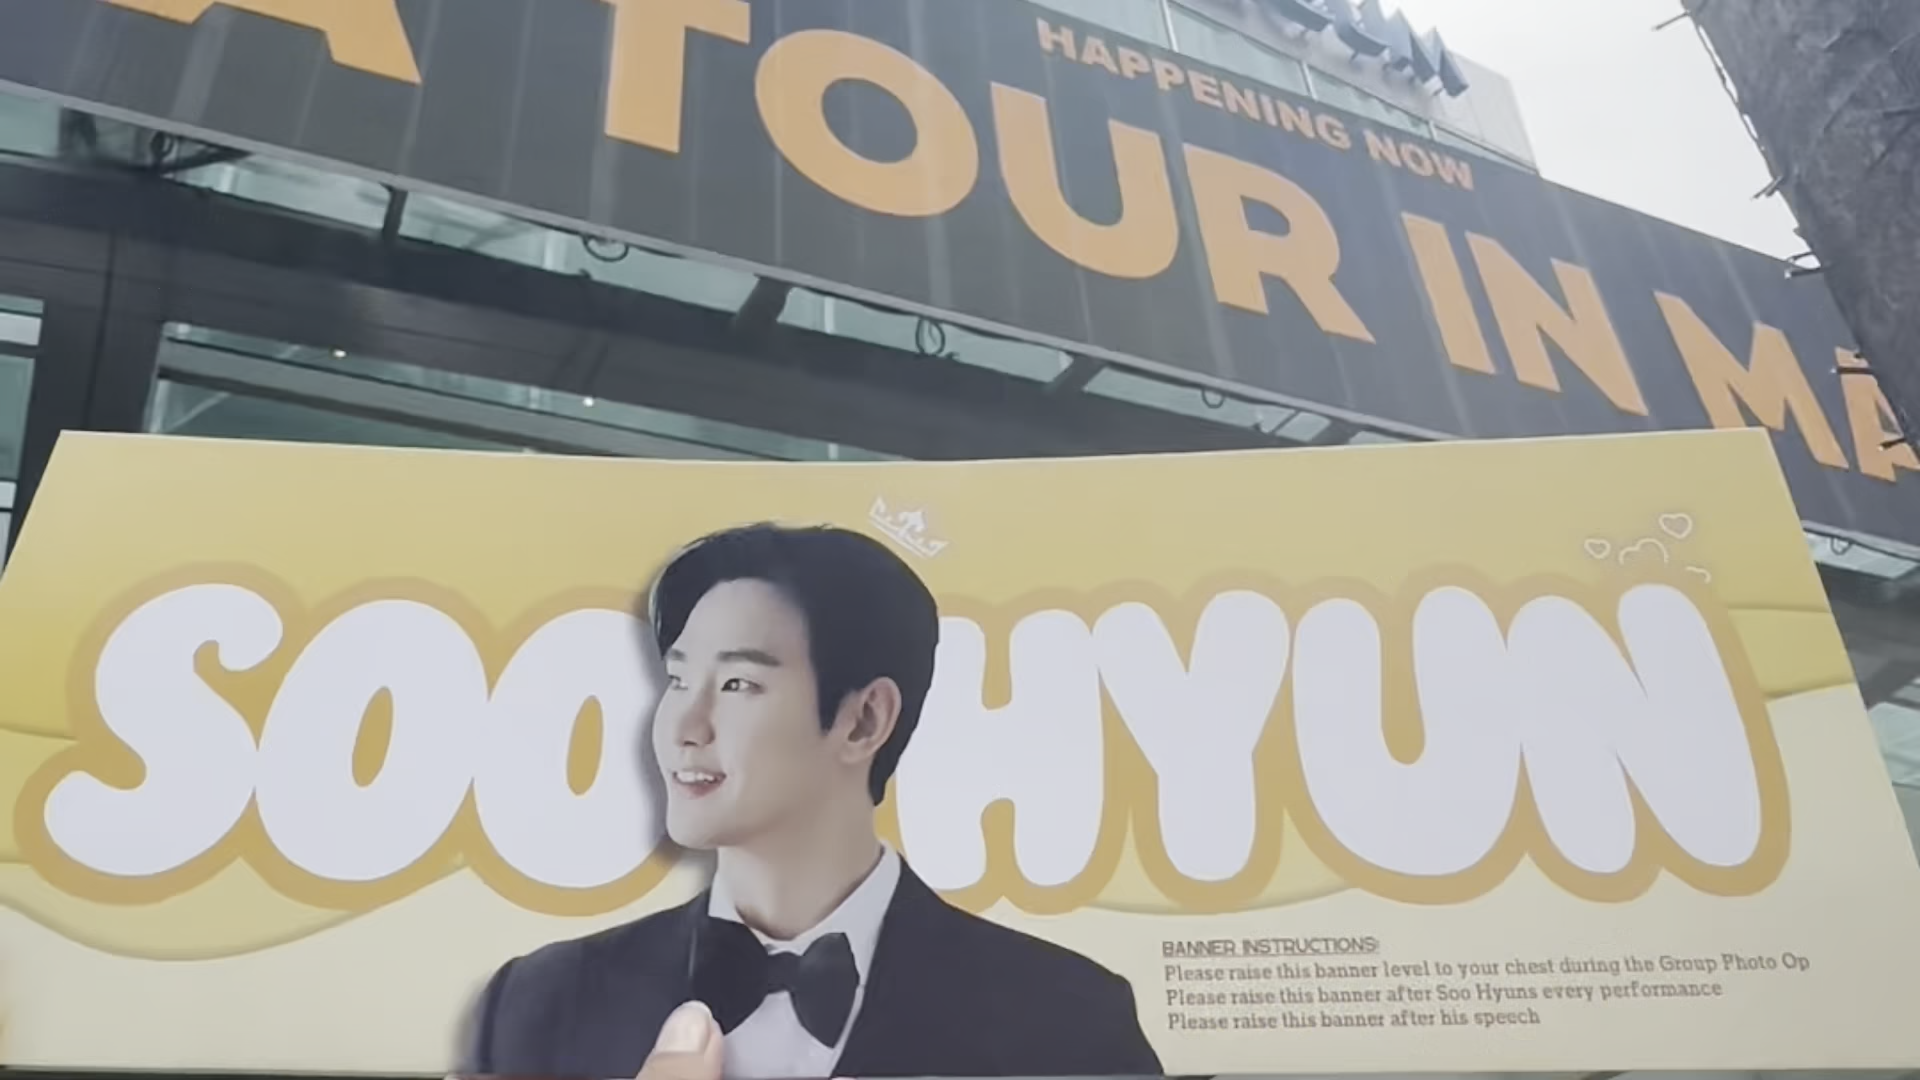 HAPPENING NOW
A TOUR IN MA
SOO HYUN
BANNER INSTRUCTIONS:
Please raise this banner level to your chest during the Group Photo Op
Please raise this banner after Soo Hyuns every performance
Please raise this banner after his speech